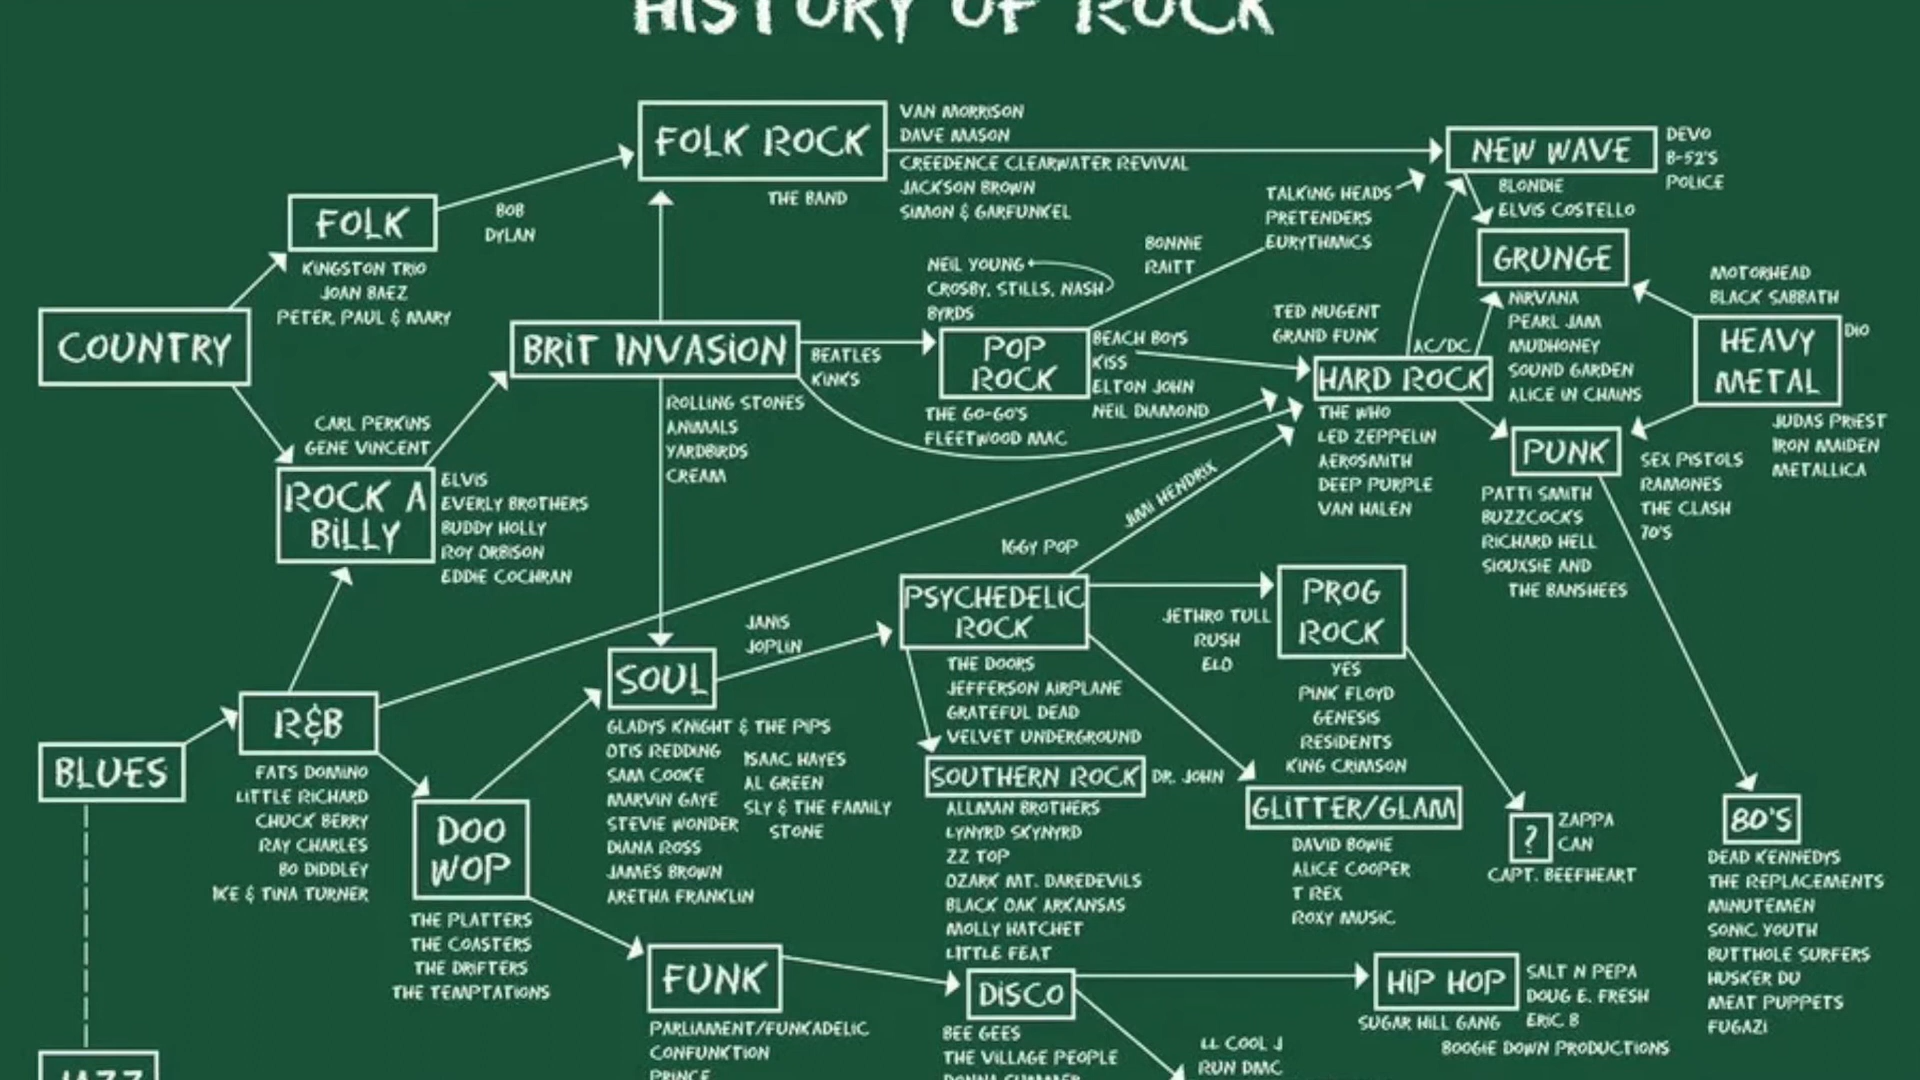 HISTORY OF ROCK
FOLK ROCK
VAN MORRISON
DAVE MASON
CREEDENCE CLEARWATER REVIVAL
JACKSON BROWN
SIMON & GARFUNKEL
THE BAND
NEW WAVE
DEVO
B-52'S
POLICE
BLONDIE
ELVIS COSTELLO
TALKING HEADS
PRETENDERS
EURYTHMICS
FOLK
BOB
DYLAN
KINGSTON TRIO
JOAN BAEZ
PETER, PAUL & MARY
GRUNGE
NIRVANA
PEARL JAM
MUDHONEY
SOUND GARDEN
ALICE IN CHAINS
BONNIE
RAITT
NEIL YOUNG
CROSBY, STILLS, NASH
BYRDS
MOTORHEAD
BLACK SABBATH
HEAVY
METAL
DIO
JUDAS PRIEST
IRON MAIDEN
METALLICA
COUNTRY
BRIT INVASION
BEATLES
KINKS
ROLLING STONES
ANIMALS
YARDBIRDS
CREAM
POP
ROCK
BEACH BOYS
KISS
ELTON JOHN
NEIL DIAMOND
THE GO-GO'S
FLEETWOOD MAC
TED NUGENT
GRAND FUNK
AC/DC
HARD ROCK
THE WHO
LED ZEPPELIN
AEROSMITH
DEEP PURPLE
VAN HALEN
PUNK
SEX PISTOLS
RAMONES
THE CLASH
70'S
PATTI SMITH
BUZZCOCKS
RICHARD HELL
SIOUXSIE AND
THE BANSHEES
CARL PERKINS
GENE VINCENT
ROCK A
BILLY
ELVIS
EVERLY BROTHERS
BUDDY HOLLY
ROY ORBISON
EDDIE COCHRAN
JIMI HENDRIX
IGGY POP
PSYCHEDELIC
ROCK
THE DOORS
JEFFERSON AIRPLANE
GRATEFUL DEAD
VELVET UNDERGROUND
JETHRO TULL
RUSH
ELO
PROG
ROCK
YES
PINK FLOYD
GENESIS
RESIDENTS
KING CRIMSON
JANIS
JOPLIN
SOUL
GLADYS KNIGHT & THE PIPS
OTIS REDDING
SAM COOKE
MARVIN GAYE
STEVIE WONDER
DIANA ROSS
JAMES BROWN
ARETHA FRANKLIN
ISAAC HAYES
AL GREEN
SLY & THE FAMILY
STONE
R&B
FATS DOMINO
LITTLE RICHARD
CHUCK BERRY
RAY CHARLES
BO DIDDLEY
IKE & TINA TURNER
BLUES
DOO
WOP
THE PLATTERS
THE COASTERS
THE DRIFTERS
THE TEMPTATIONS
SOUTHERN ROCK
DR. JOHN
ALLMAN BROTHERS
LYNYRD SKYNYRD
ZZ TOP
OZARK MT. DAREDEVILS
BLACK OAK ARKANSAS
MOLLY HATCHET
LITTLE FEAT
GLITTER/GLAM
DAVID BOWIE
ALICE COOPER
T REX
ROXY MUSIC
?
ZAPPA
CAN
CAPT. BEEFHEART
80'S
DEAD KENNEDYS
THE REPLACEMENTS
MINUTEMEN
SONIC YOUTH
BUTTHOLE SURFERS
HUSKER DU
MEAT PUPPETS
FUGAZI
FUNK
PARLIAMENT/FUNKADELIC
CONFUNKTION
PRINCE
DISCO
BEE GEES
THE VILLAGE PEOPLE
DONNA SUMMER
HIP HOP
SALT N PEPA
DOUG E. FRESH
ERIC B
SUGAR HILL GANG
BOOGIE DOWN PRODUCTIONS
LL COOL J
RUN DMC
JAZZ